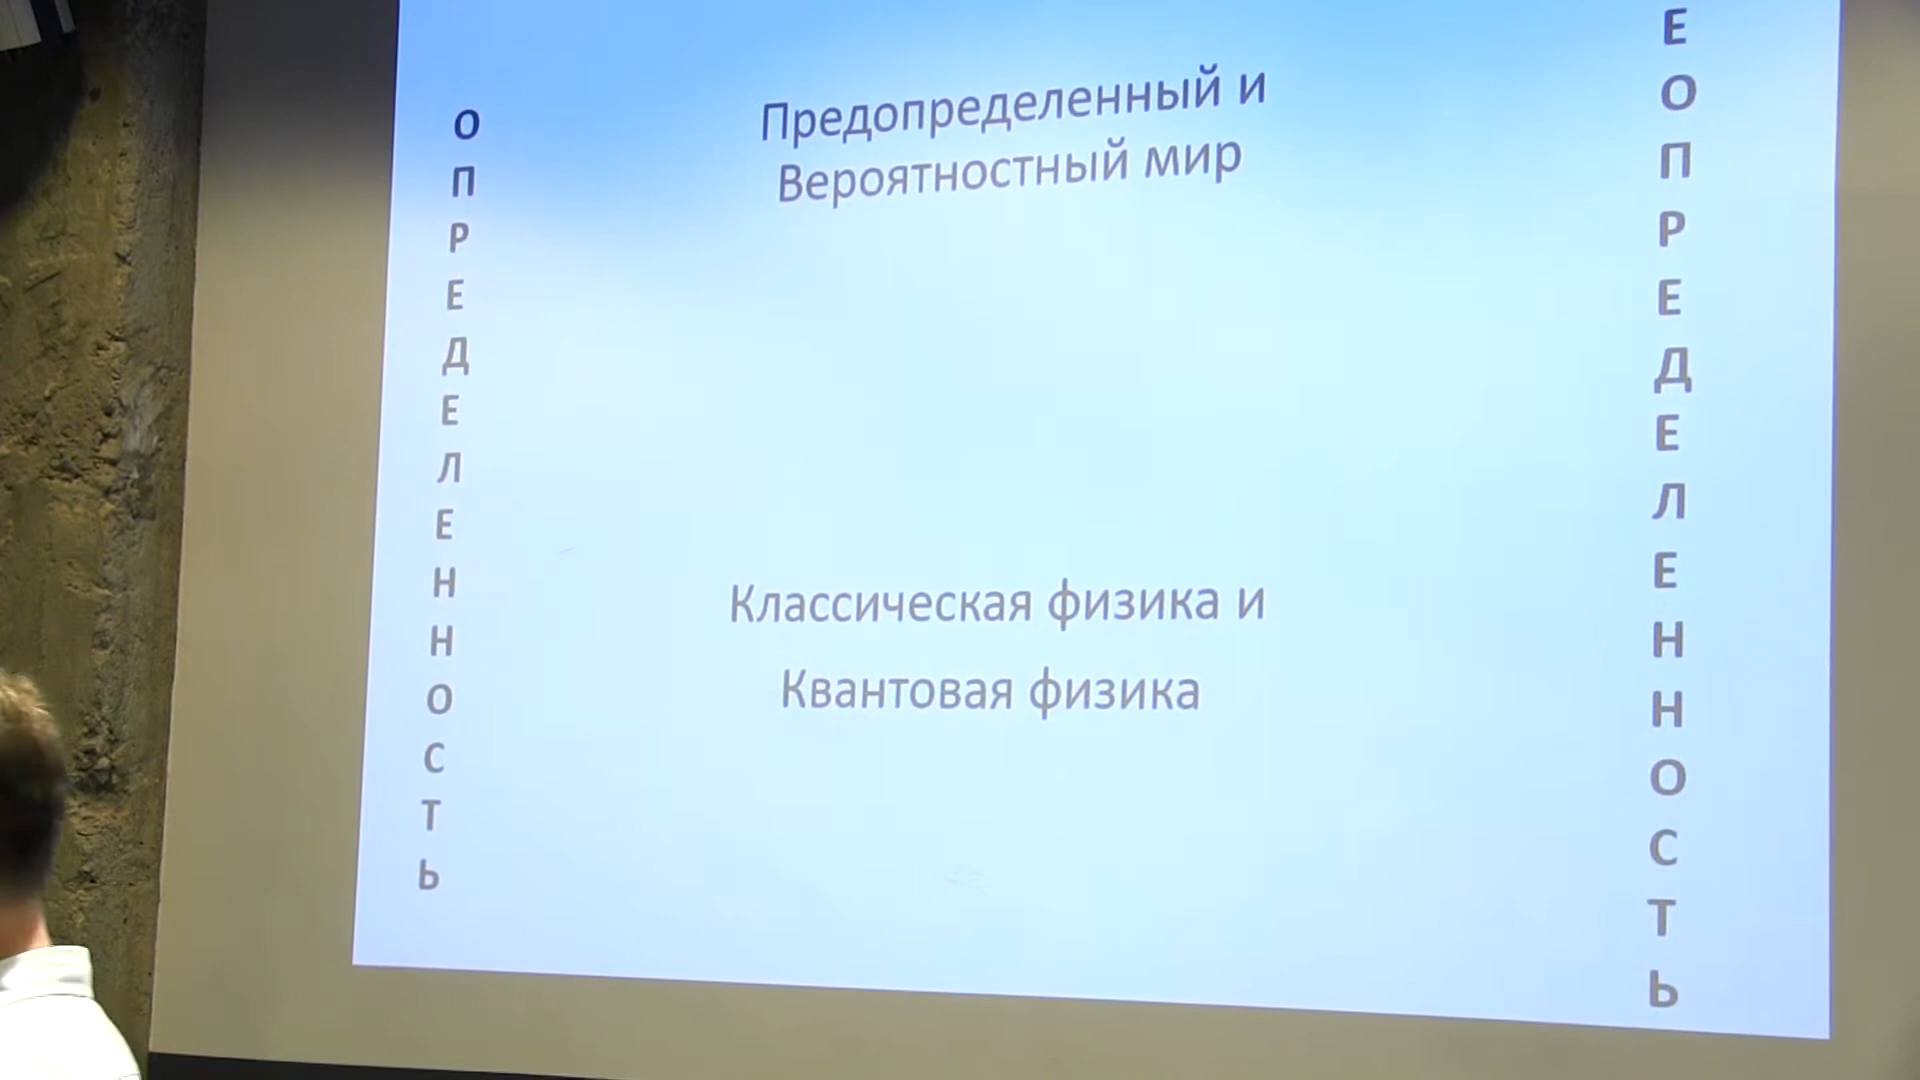 ОПРЕДЕЛЕННОСТЬ
Предопределенный и
Вероятностный мир
Классическая физика и
Квантовая физика
ЕОПРЕДЕЛЕННОСТЬ